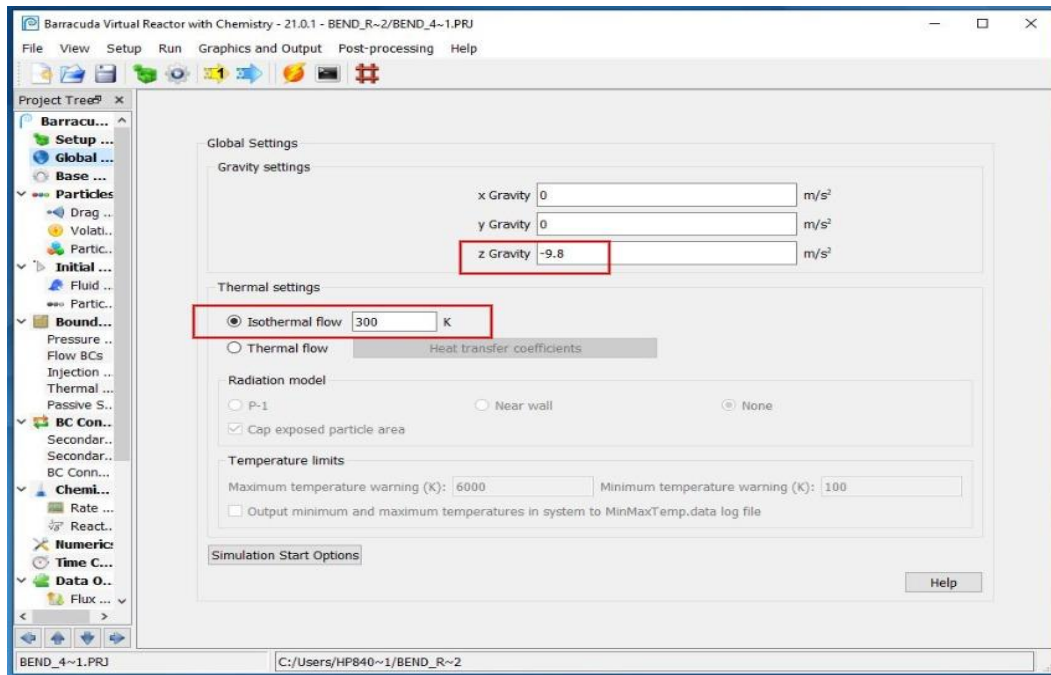 Barracuda Virtual Reactor with Chemistry - 21.0.1 - BEND_R~2/BEND_4~1.PRJ
File View Setup Run Graphics and Output Post-processing Help
Project Tree
Barracu...
Setup ...
Global ...
Base ...
Particles
Drag ...
Volati..
Partic..
Initial ...
Fluid ...
Partic..
Bound...
Pressure ..
Flow BCs
Injection ..
Thermal ...
Passive S..
BC Con...
Secondar..
Secondar..
BC Conn...
Chemi...
Rate ...
React..
Numerics
Time C...
Data O...
Flux ...
Global Settings
Gravity settings
x Gravity 0 m/s²
y Gravity 0 m/s²
z Gravity -9.8 m/s²
Thermal settings
Isothermal flow 300 K
Thermal flow Heat transfer coefficients
Radiation model
P-1 Near wall None
Cap exposed particle area
Temperature limits
Maximum temperature warning (K): 6000 Minimum temperature warning (K): 100
Output minimum and maximum temperatures in system to MinMaxTemp.data log file
Simulation Start Options
Help
BEND_4~1.PRJ C:/Users/HP840~1/BEND_R~2